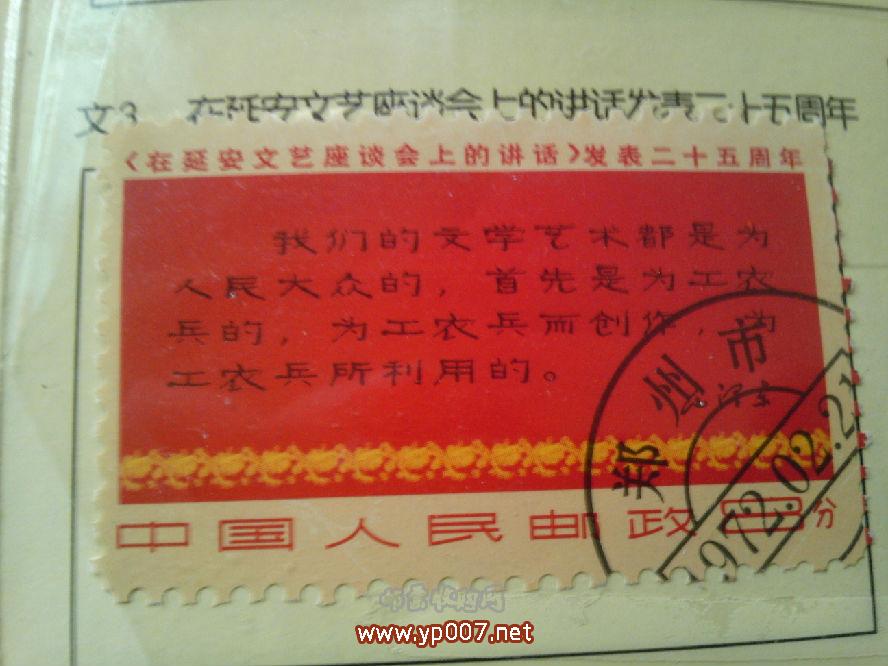 文3 在延安文艺座谈会上的讲话发表二十五周年
《在延安文艺座谈会上的讲话》发表二十五周年
我们的文学艺术都是为
人民大众的，首先是为工农
兵的，为工农兵而创作，为
工农兵所利用的。
郑州市
1972.02.21
中国人民邮政 分
www.yp007.net